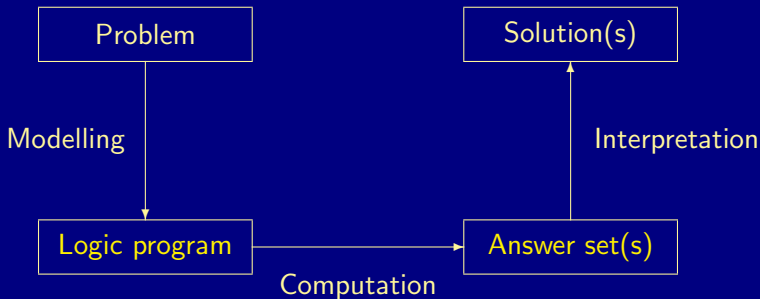 Problem
Solution(s)
Modelling
Interpretation
Logic program
Answer set(s)
Computation